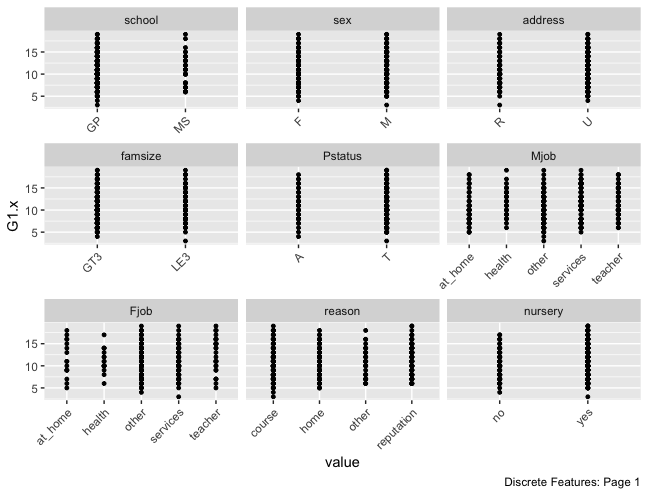 school sex address
15
10
5
GP MS F M R U
famsize Pstatus Mjob
15
10
5
GT3 LE3 A T at_home health other services teacher
G1.x
Fjob reason nursery
15
10
5
at_home health other services teacher course home other reputation no yes
value
Discrete Features: Page 1